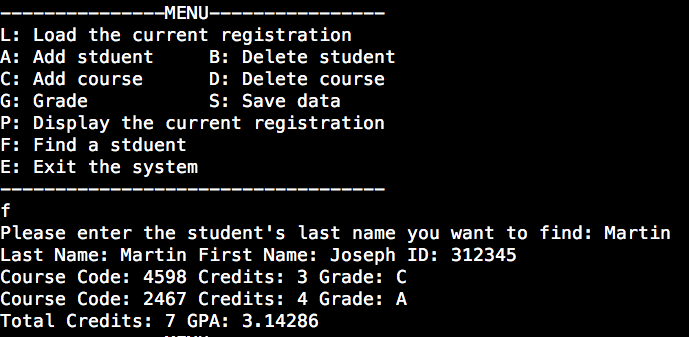 ---------------MENU----------------
L: Load the current registration
A: Add stduent     B: Delete student
C: Add course      D: Delete course
G: Grade           S: Save data
P: Display the current registration
F: Find a stduent
E: Exit the system
-----------------------------------
f
Please enter the student's last name you want to find: Martin
Last Name: Martin First Name: Joseph ID: 312345
Course Code: 4598 Credits: 3 Grade: C
Course Code: 2467 Credits: 4 Grade: A
Total Credits: 7 GPA: 3.14286
---------------MENU----------------